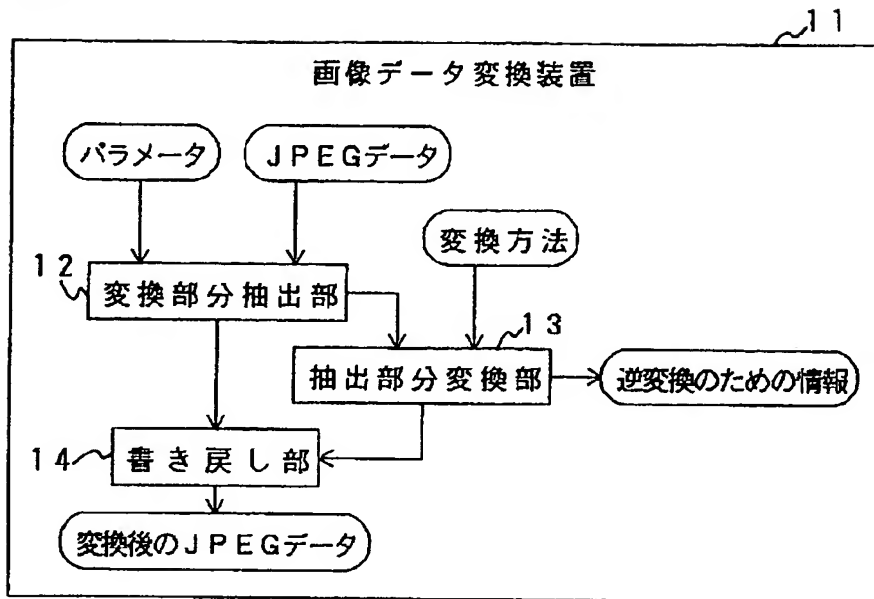 11
画像データ変換装置
パラメータ
JPEGデータ
変換方法
12
変換部分抽出部
13
抽出部分変換部
逆変換のための情報
14
書き戻し部
変換後のJPEGデータ